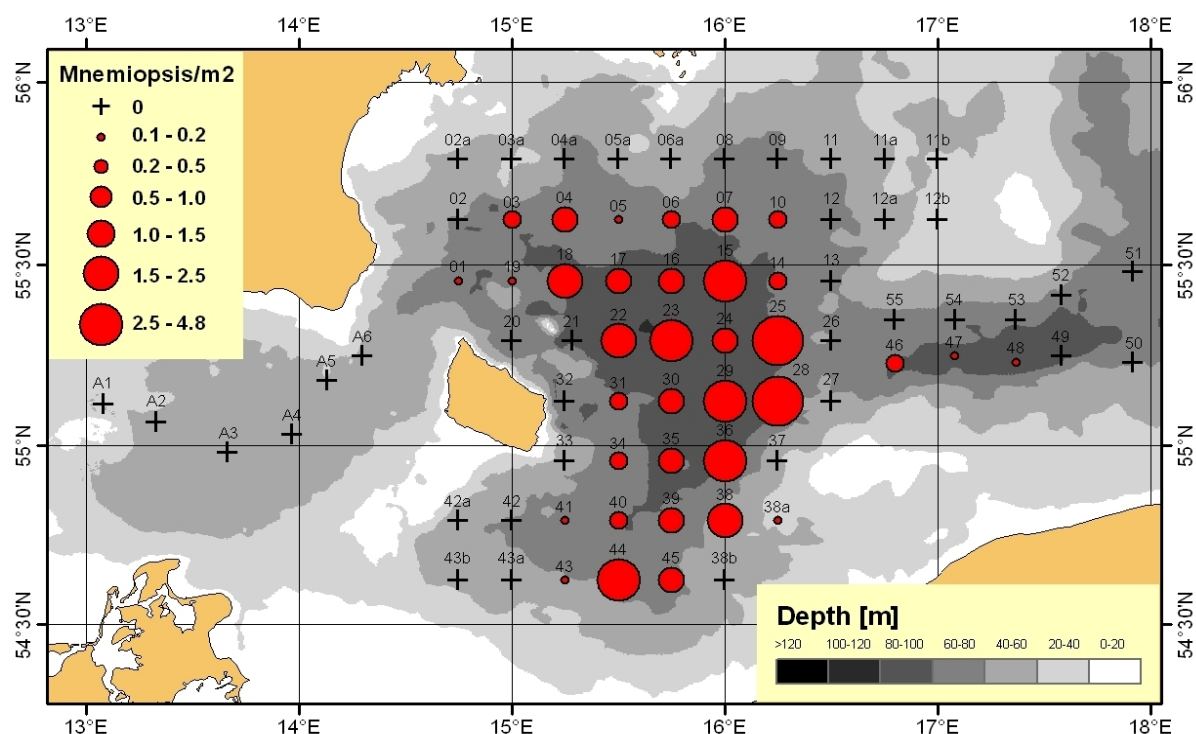 13°E 14°E 15°E 16°E 17°E 18°E
56°N 56°N
Mnemiopsis/m2
0
0.1 - 0.2
0.2 - 0.5
0.5 - 1.0
1.0 - 1.5
1.5 - 2.5
2.5 - 4.8
02a 03a 04a 05a 06a 08 09 11 11a 11b
02 03 04 05 06 07 10 12 12a 12b
55°30'N 55°30'N
01 19 18 17 16 15 14 13 52 51
20 21 22 23 24 25 26 55 54 53
A6 A5 46 47 48 49 50
A1 A2 A3 A4
32 31 30 29 28 27
55°N 55°N
33 34 35 36 37
42a 42 41 40 39 38 38a
43b 43a 43 44 45 38b
54°30'N 54°30'N
Depth [m]
>120 100-120 80-100 60-80 40-60 20-40 0-20
13°E 14°E 15°E 16°E 17°E 18°E